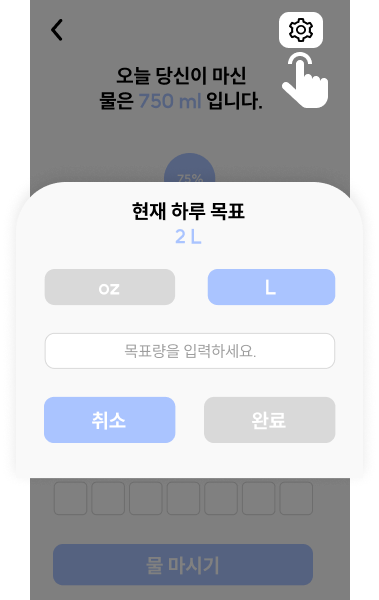 오늘 당신이 마신
물은 750 ml 입니다.
75%
현재 하루 목표
2 L
oz L
목표량을 입력하세요.
취소 완료
물 마시기